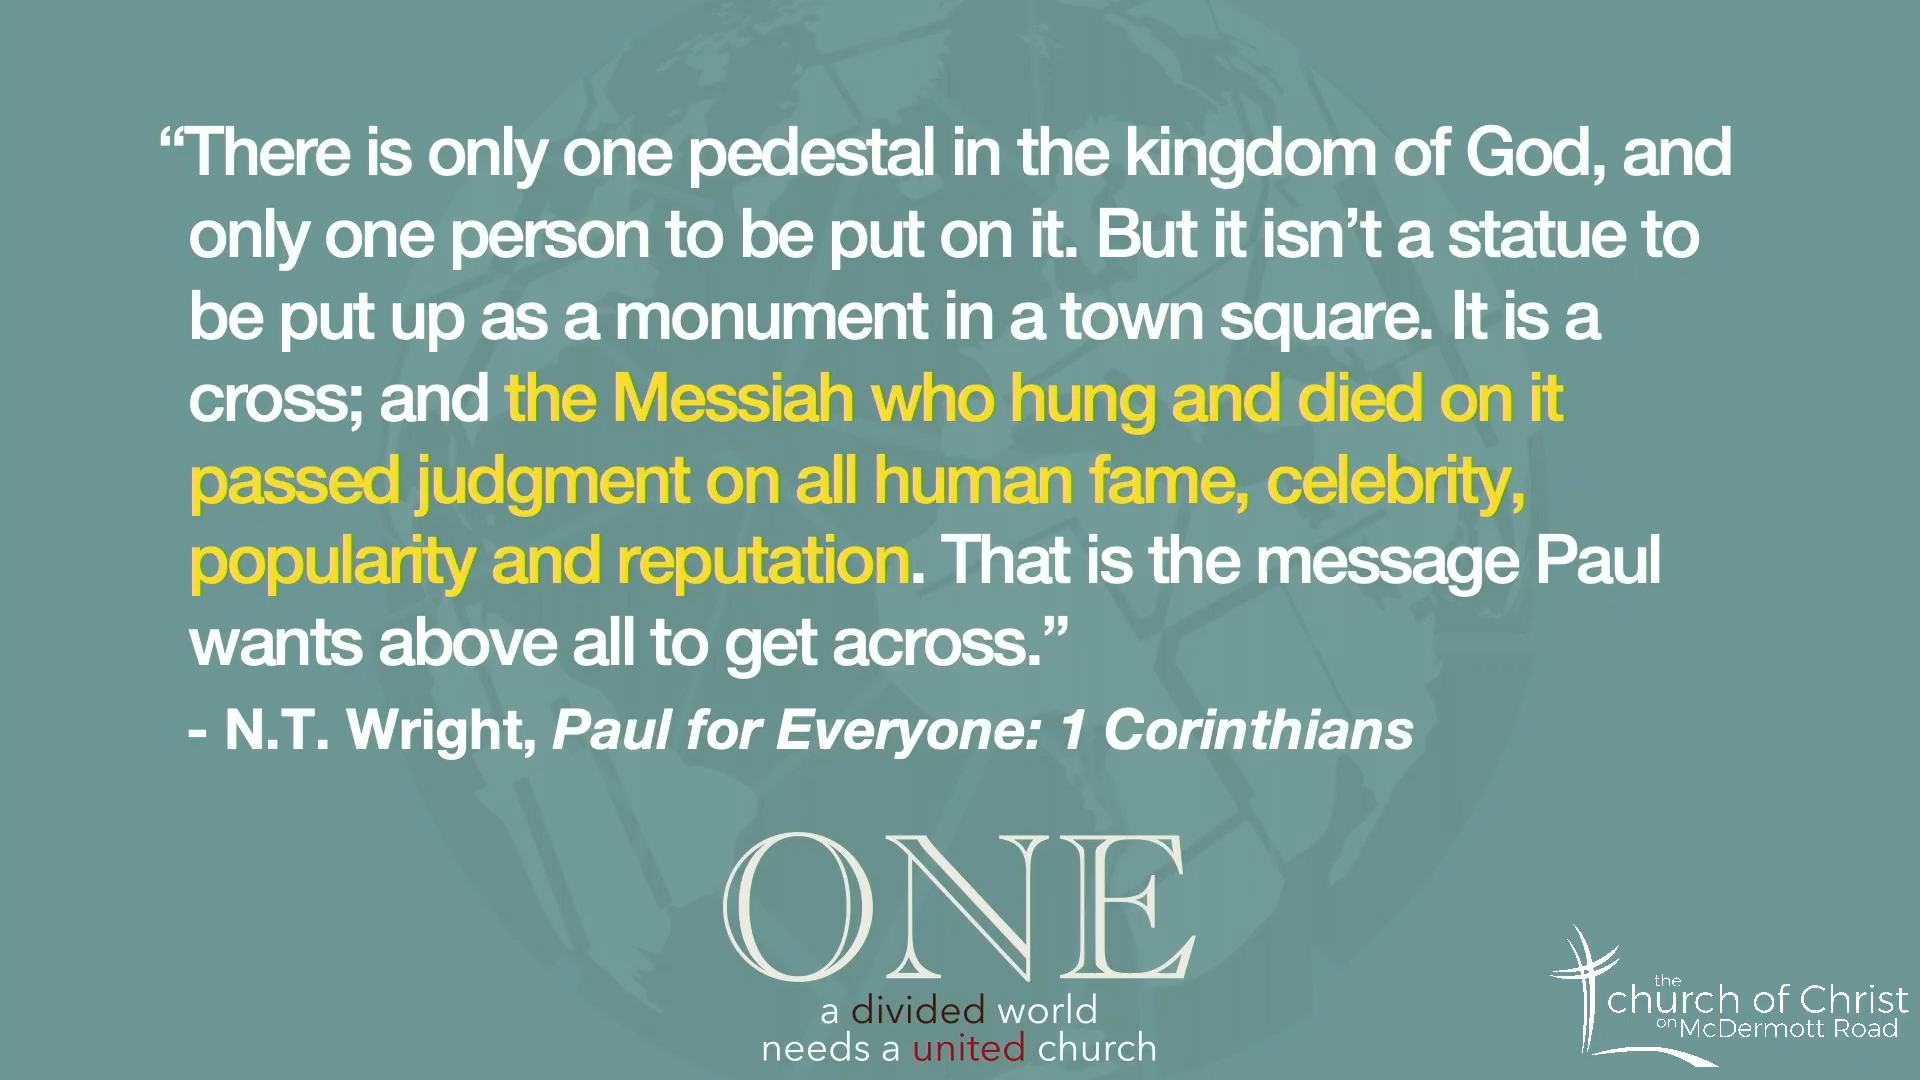 “There is only one pedestal in the kingdom of God, and
only one person to be put on it. But it isn’t a statue to
be put up as a monument in a town square. It is a
cross; and the Messiah who hung and died on it
passed judgment on all human fame, celebrity,
popularity and reputation. That is the message Paul
wants above all to get across.”
- N.T. Wright, Paul for Everyone: 1 Corinthians
ONE
a divided world
needs a united church
the
church of Christ
on McDermott Road